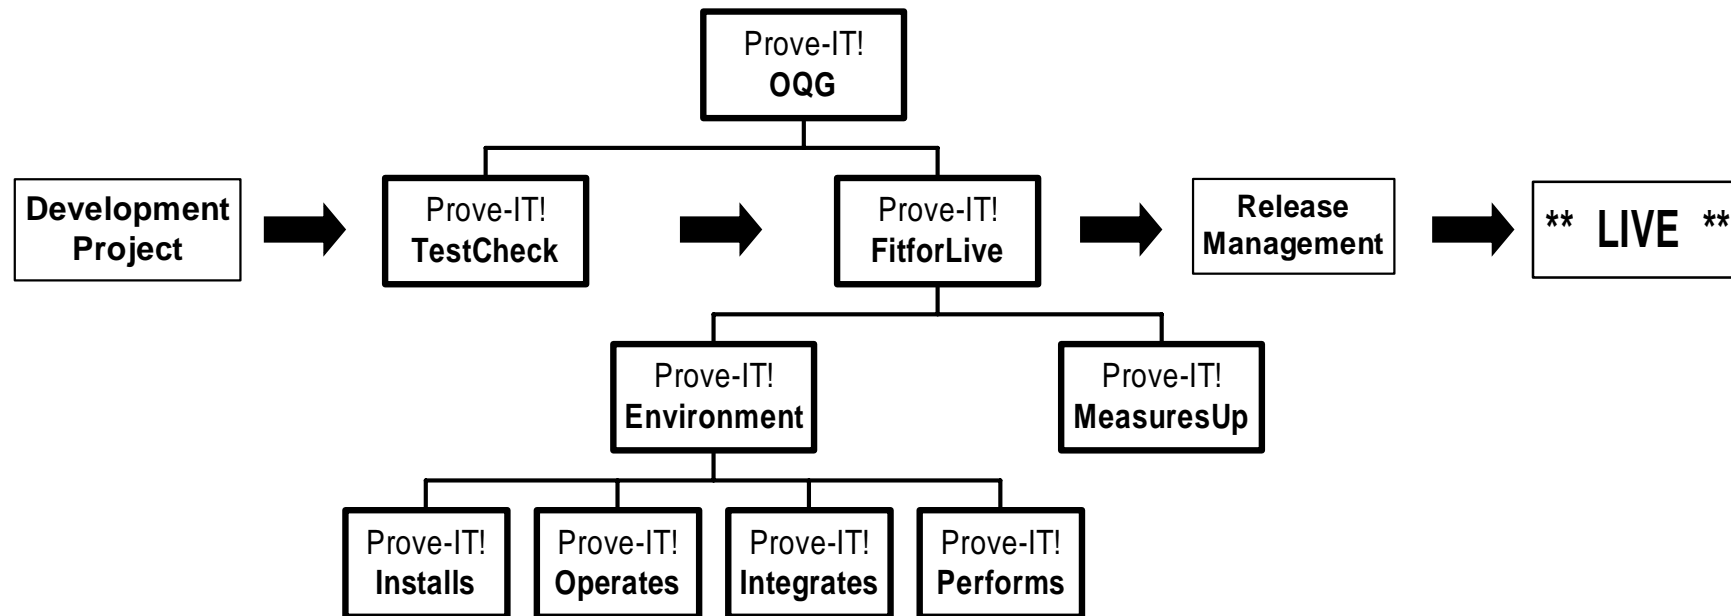 Prove-IT!
OQG
Development
Project
Prove-IT!
TestCheck
Prove-IT!
FitforLive
Release
Management
** LIVE **
Prove-IT!
Environment
Prove-IT!
MeasuresUp
Prove-IT!
Installs
Prove-IT!
Operates
Prove-IT!
Integrates
Prove-IT!
Performs